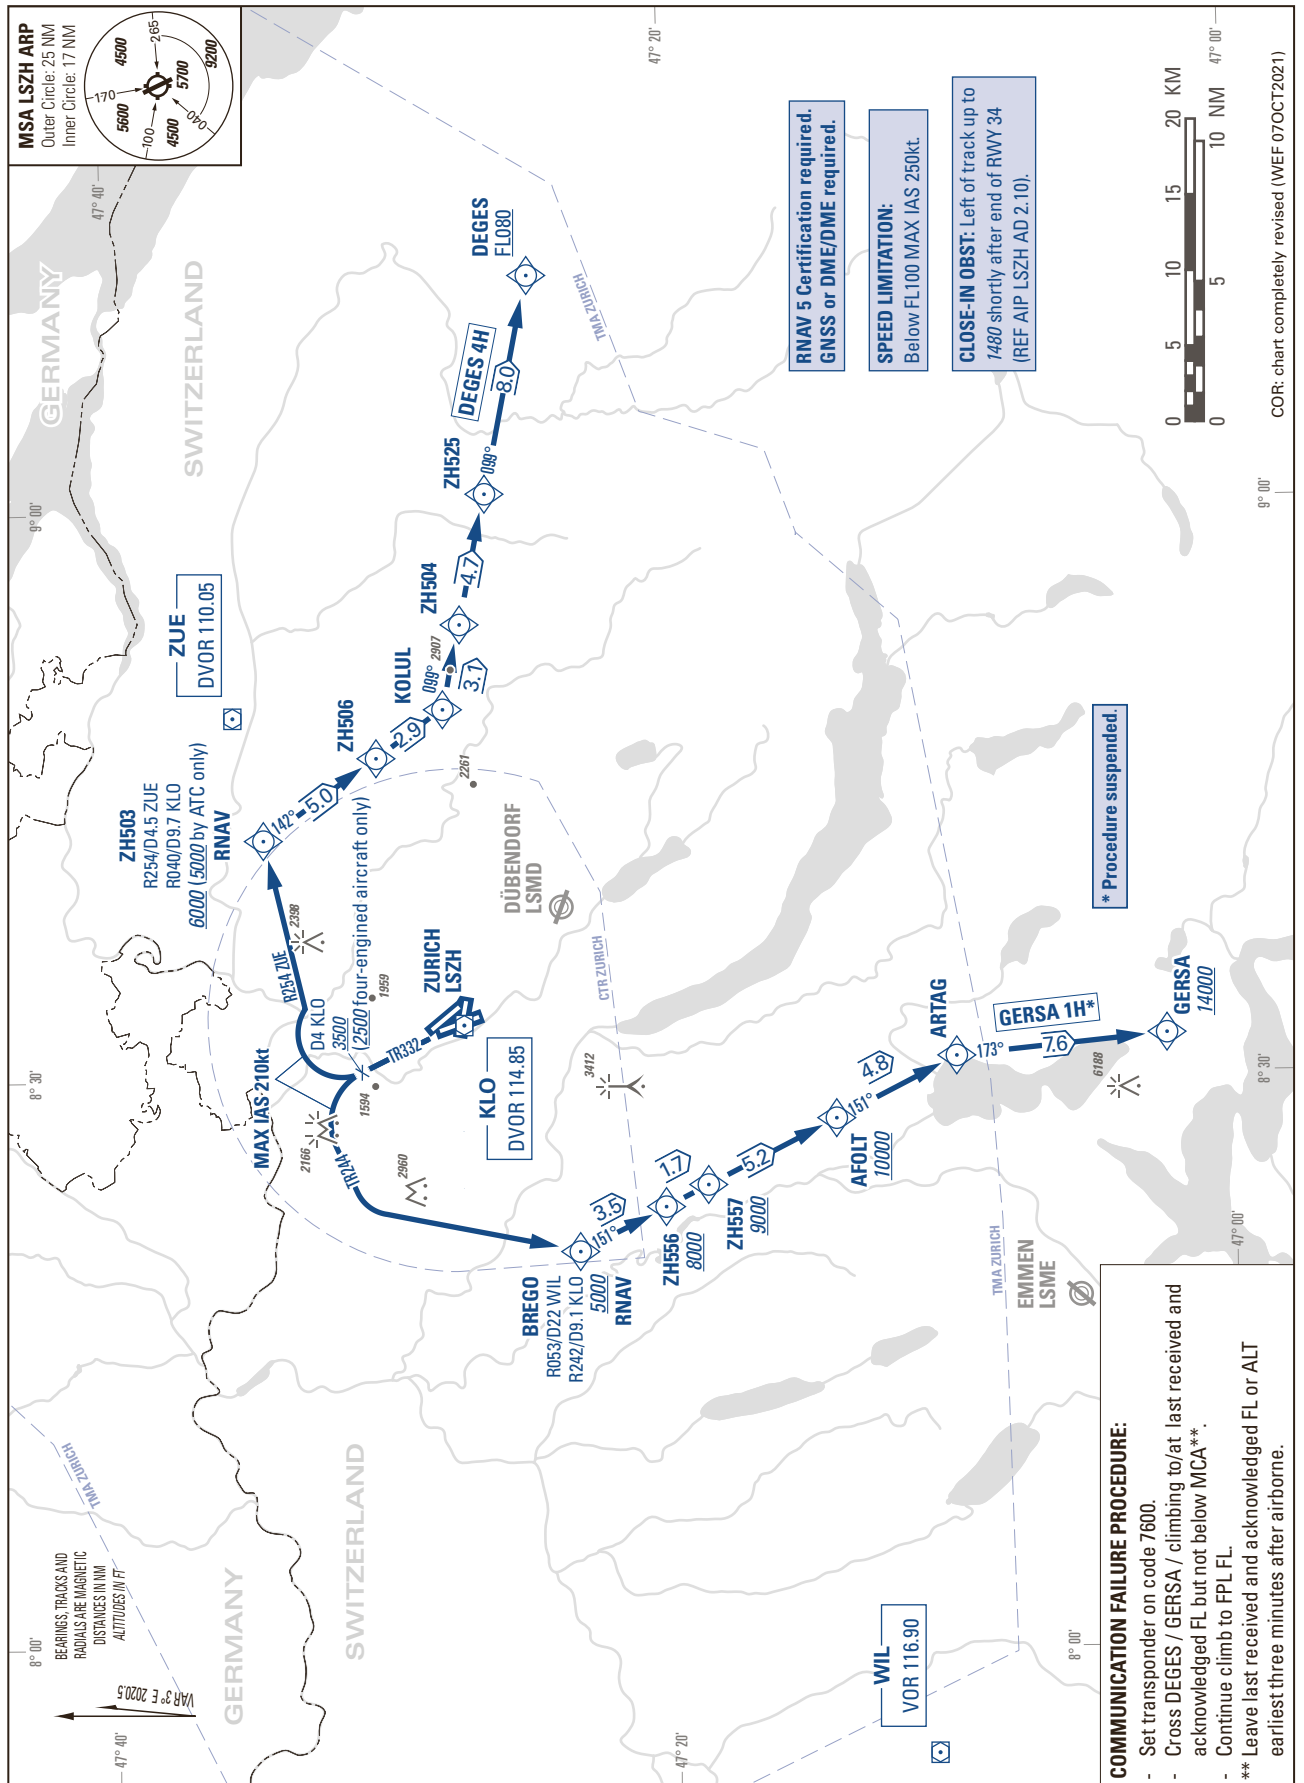 BEARINGS, TRACKS AND
RADIALS ARE MAGNETIC
DISTANCES IN NM
ALTITUDES IN FT
VAR 3° E 2020.5
MSA LSZH ARP
Outer Circle: 25 NM
Inner Circle: 17 NM
170
265
040
100
5600
4500
5700
9200
4500
8° 00'
8° 30'
9° 00'
47° 40'
47° 40'
GERMANY
SWITZERLAND
GERMANY
SWITZERLAND
TMA ZURICH
ZH503
R254/D4.5 ZUE
R040/D9.7 KLO
6000 (5000 by ATC only)
RNAV
ZUE
DVOR 110.05
MAX IAS:210kt
2166
R254 ZUE
2398
142°
5.0
D4 KLO
3500
(2500 four-engined aircraft only)
1594
1959
TR244
2960
TR332
ZH506
2.9
KOLUL
2261
099°
2907
3.1
ZH504
4.7
ZH525
099°
8.0
DEGES 4H
DEGES
FL080
ZURICH
LSZH
KLO
DVOR 114.85
DÜBENDORF
LSMD
BREGO
R053/D22 WIL
R242/D9.1 KLO
5000
RNAV
151°
3.5
3412
CTR ZURICH
TMA ZURICH
47° 20'
47° 20'
ZH556
8000
1.7
ZH557
9000
5.2
AFOLT
10000
151°
4.8
ARTAG
173°
GERSA 1H*
7.6
6188
GERSA
14000
TMA ZURICH
EMMEN
LSME
WIL
VOR 116.90
RNAV 5 Certification required.
GNSS or DME/DME required.
SPEED LIMITATION:
Below FL100 MAX IAS 250kt.
CLOSE-IN OBST: Left of track up to
1480 shortly after end of RWY 34
(REF AIP LSZH AD 2.10).
* Procedure suspended.
8° 00'
8° 30'
9° 00'
47° 00'
47° 00'
0 5 10 15 20 KM
0 5 10 NM
COMMUNICATION FAILURE PROCEDURE:
- Set transponder on code 7600.
- Cross DEGES / GERSA / climbing to/at last received and
acknowledged FL but not below MCA**.
- Continue climb to FPL FL.
** Leave last received and acknowledged FL or ALT
earliest three minutes after airborne.
COR: chart completely revised (WEF 07OCT2021)